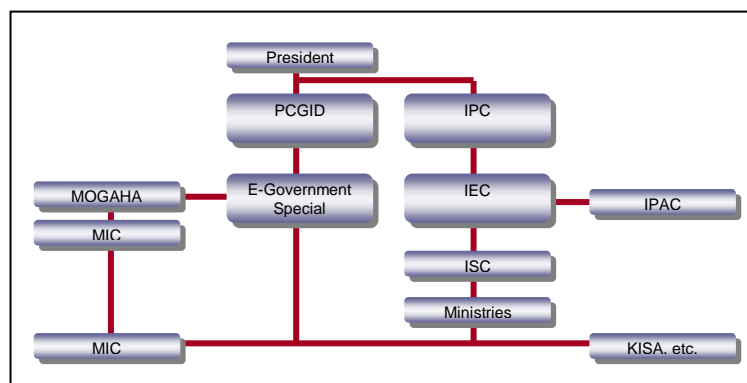 President
PCGID
IPC
E-Government
Special
IEC
MOGAHA
IPAC
MIC
ISC
Ministries
MIC
KISA. etc.